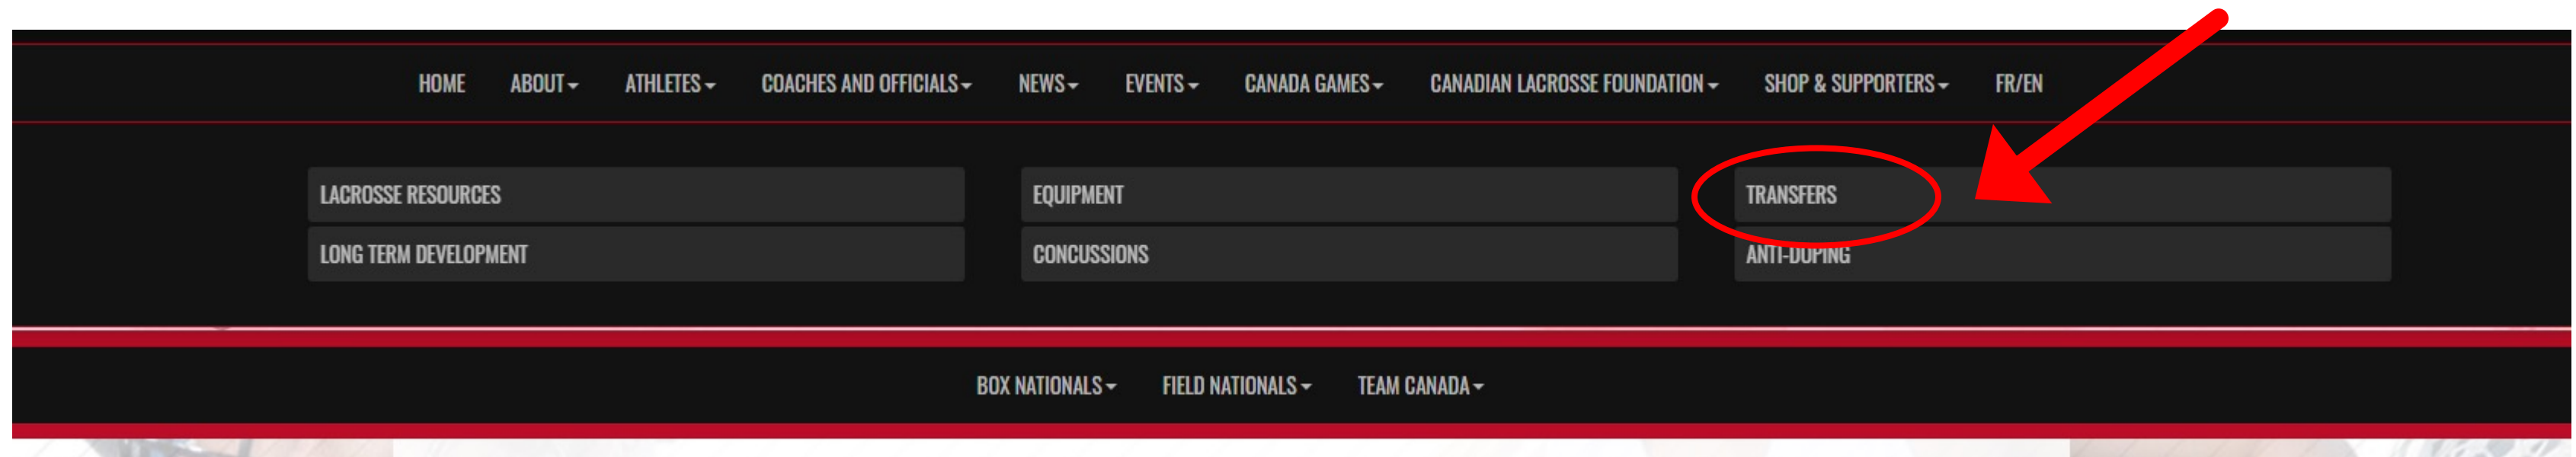 HOME ABOUT ATHLETES COACHES AND OFFICIALS NEWS EVENTS CANADA GAMES CANADIAN LACROSSE FOUNDATION SHOP & SUPPORTERS FR/EN
LACROSSE RESOURCES EQUIPMENT TRANSFERS
LONG TERM DEVELOPMENT CONCUSSIONS ANTI-DOPING
BOX NATIONALS FIELD NATIONALS TEAM CANADA